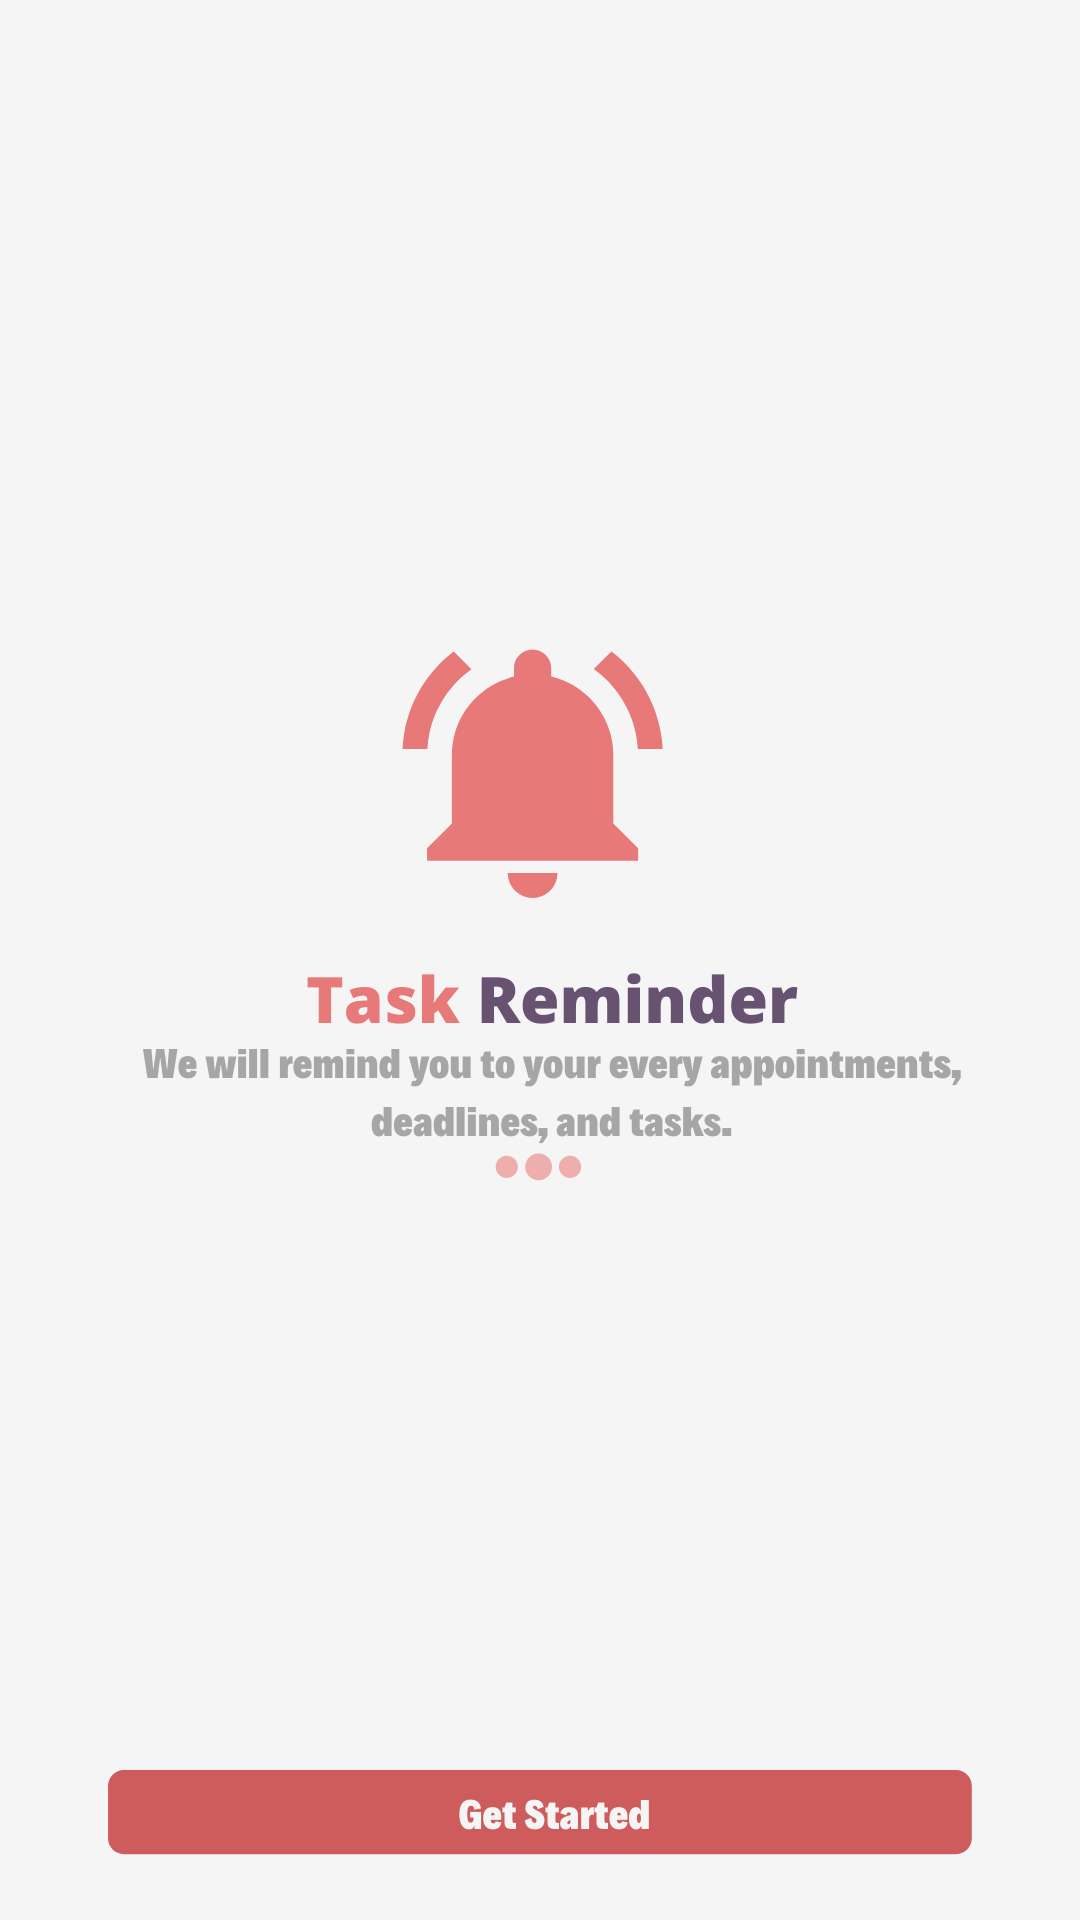 Task Reminder
We will remind you to your every appointments,
deadlines, and tasks.
Get Started